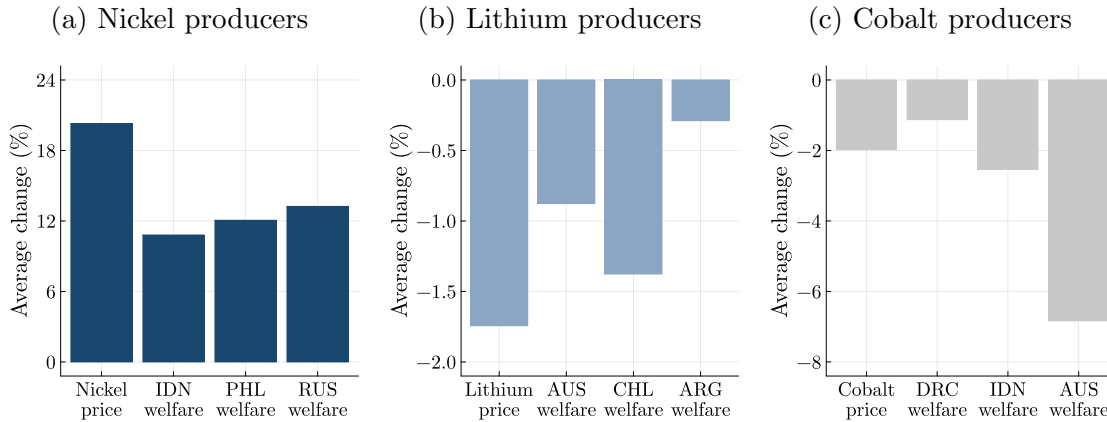 (a) Nickel producers
Average change (%)
24
18
12
6
0
Nickel price
IDN welfare
PHL welfare
RUS welfare
(b) Lithium producers
Average change (%)
0.0
−0.5
−1.0
−1.5
−2.0
Lithium price
AUS welfare
CHL welfare
ARG welfare
(c) Cobalt producers
Average change (%)
0
−2
−4
−6
−8
Cobalt price
DRC welfare
IDN welfare
AUS welfare